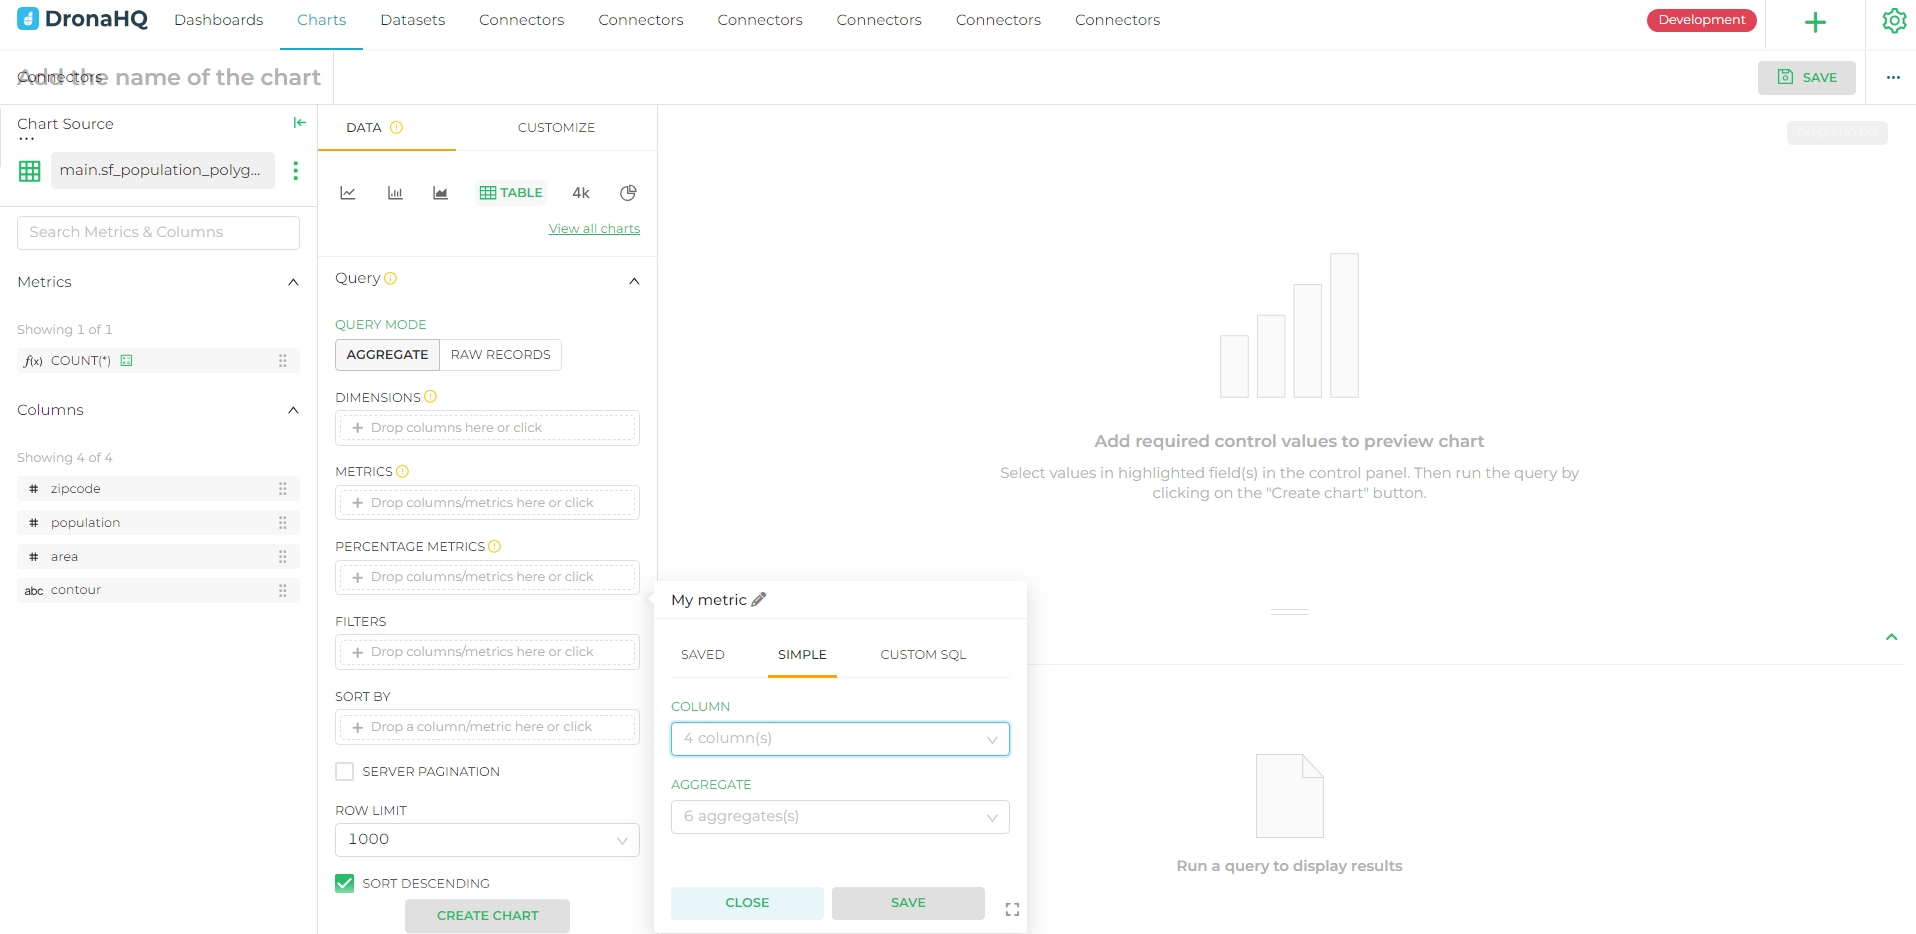 DronaHQ Dashboards Charts Datasets Connectors Connectors Connectors Connectors Connectors Connectors Development
Add the name of the chart
Connectors
SAVE
...
Chart Source
...
main.sf_population_polyg...
Search Metrics & Columns
Metrics
Showing 1 of 1
f(x) COUNT(*)
Columns
Showing 4 of 4
# zipcode
# population
# area
abc contour
DATA CUSTOMIZE
TABLE 4k
View all charts
Query
QUERY MODE
AGGREGATE RAW RECORDS
DIMENSIONS
+ Drop columns here or click
METRICS
+ Drop columns/metrics here or click
PERCENTAGE METRICS
+ Drop columns/metrics here or click
FILTERS
+ Drop columns/metrics here or click
SORT BY
+ Drop a column/metric here or click
SERVER PAGINATION
ROW LIMIT
1000
SORT DESCENDING
CREATE CHART
My metric
SAVED SIMPLE CUSTOM SQL
COLUMN
4 column(s)
AGGREGATE
6 aggregates(s)
CLOSE SAVE
00:00:00.00
Add required control values to preview chart
Select values in highlighted field(s) in the control panel. Then run the query by
clicking on the "Create chart" button.
Run a query to display results